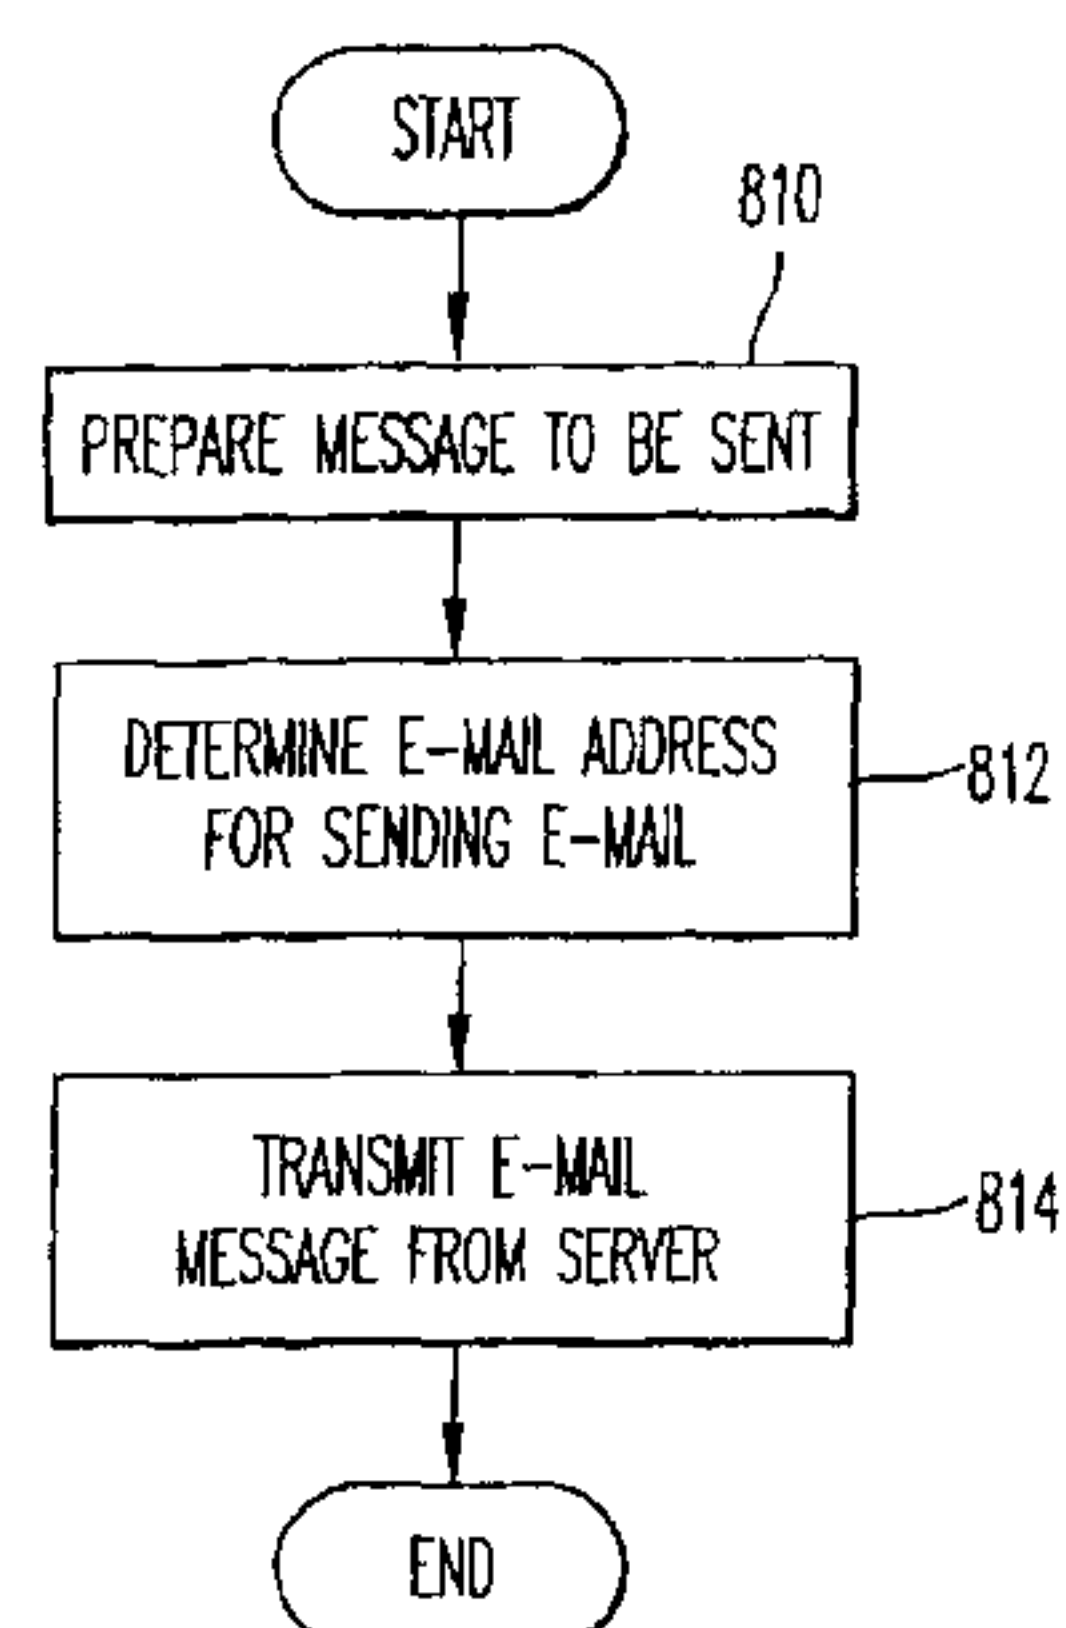 START
810
PREPARE MESSAGE TO BE SENT
DETERMINE E-MAIL ADDRESS
FOR SENDING E-MAIL
812
TRANSMIT E-MAIL
MESSAGE FROM SERVER
814
END